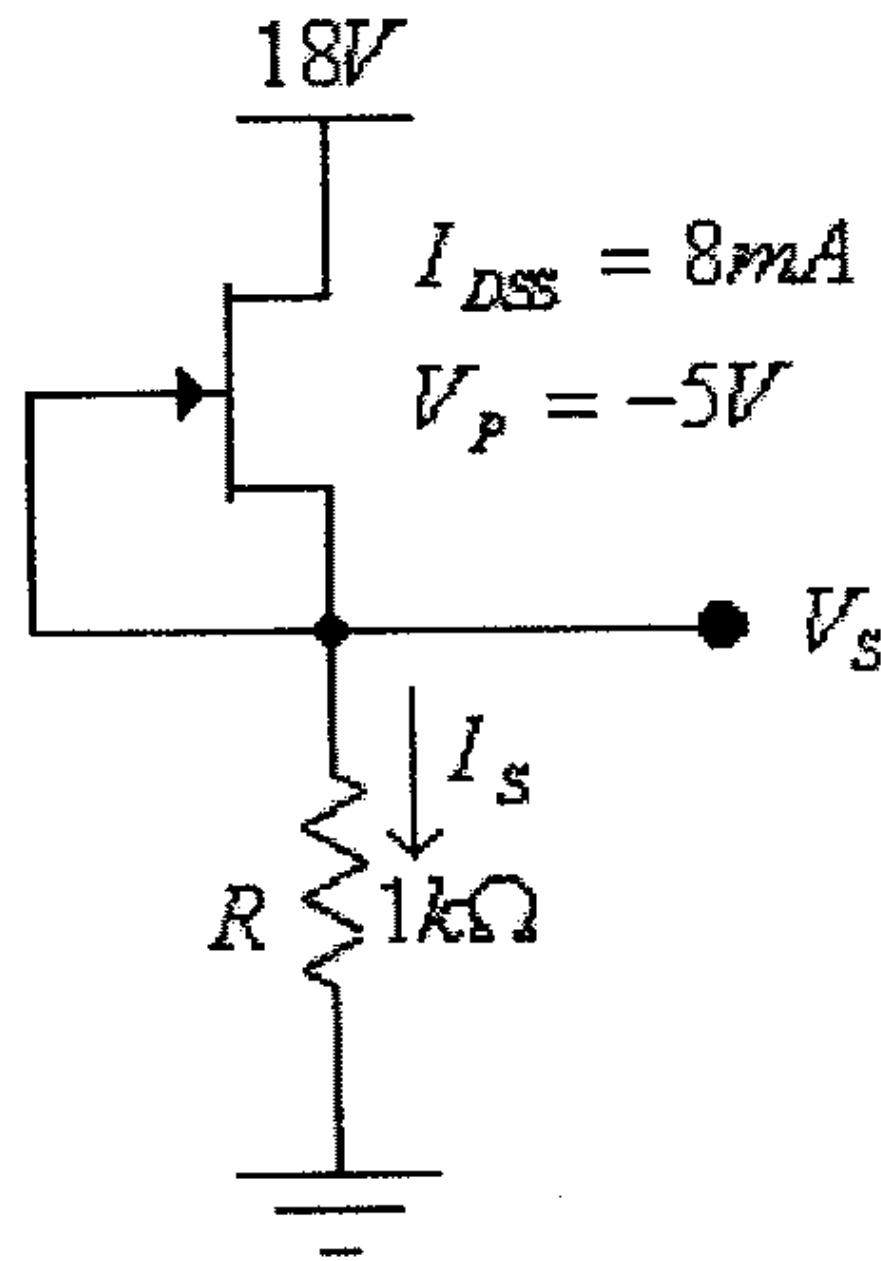 18V
I_DSS = 8mA
V_P = -5V
V_S
I_S
R 1kΩ